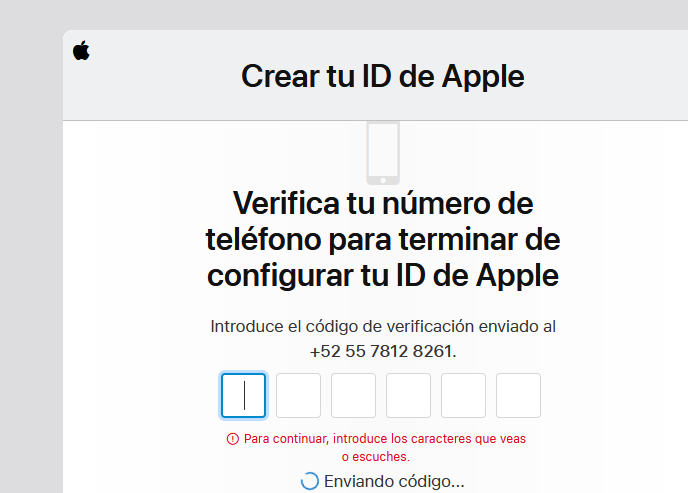 Crear tu ID de Apple
Verifica tu número de
teléfono para terminar de
configurar tu ID de Apple
Introduce el código de verificación enviado al
+52 55 7812 8261.
Para continuar, introduce los caracteres que veas
o escuches.
Enviando código...